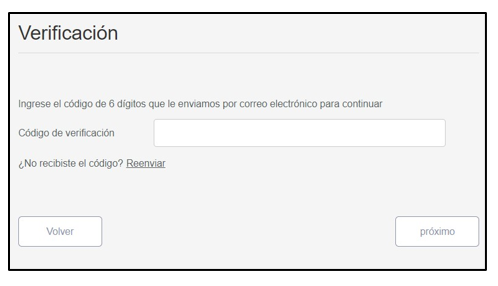 Verificación
Ingrese el código de 6 dígitos que le enviamos por correo electrónico para continuar
Código de verificación
¿No recibiste el código? Reenviar
Volver
próximo